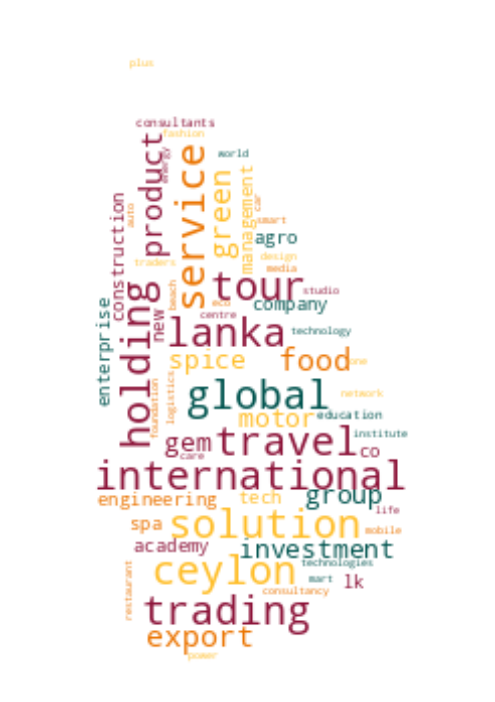 plus
consultants
fashion
product
energy
service
world
green
management
car
smart
auto
construction
agro
design
traders
media
tour
studio
beach
eco
company
holding
new
centre
lanka
technology
enterprise
spice
food
one
global
logistics
foundation
network
motor
education
gem
travel
co
institute
care
international
engineering
tech
group
life
spa
solution
mobile
academy
investment
ceylon
technologies
mart
lk
restaurant
consultancy
trading
export
power